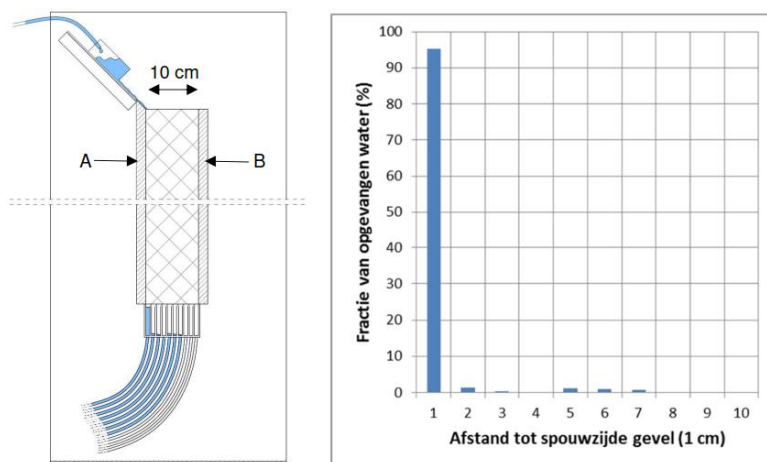 10 cm
A
B
Fractie van opgevangen water (%)
100
90
80
70
60
50
40
30
20
10
0
1 2 3 4 5 6 7 8 9 10
Afstand tot spouwzijde gevel (1 cm)